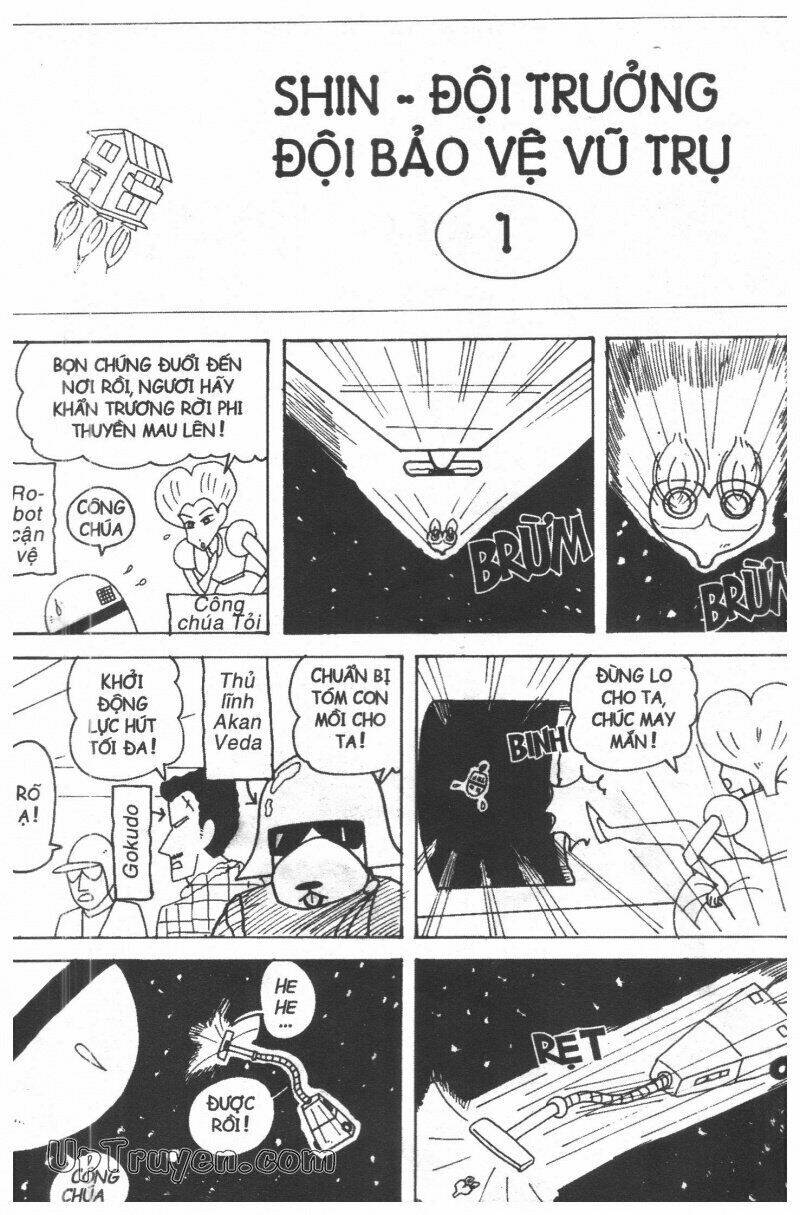 SHIN - ĐỘI TRƯỞNG
ĐỘI BẢO VỆ VŨ TRỤ
1
BỌN CHÚNG ĐUỔI ĐẾN
NƠI RỒI, NGƯƠI HÃY
KHẨN TRƯƠNG RỜI PHI
THUYỀN MAU LÊN!
Ro-
bot
cận
vệ
CÔNG
CHÚA
Công
chúa Tỏi
BRỪM
BRỪM
KHỞI
ĐỘNG
LỰC HÚT
TỐI ĐA!
Thủ
lĩnh
Akan
Veda
CHUẨN BỊ
TÓM CON
MỒI CHO
TA!
RÕ
Ạ!
Gokudo
BINH
ĐỪNG LO
CHO TA,
CHÚC MAY
MẮN!
HE
HE
...
ĐƯỢC
RỒI!
CÔNG
CHÚA
RẸT
UpTruyen.com